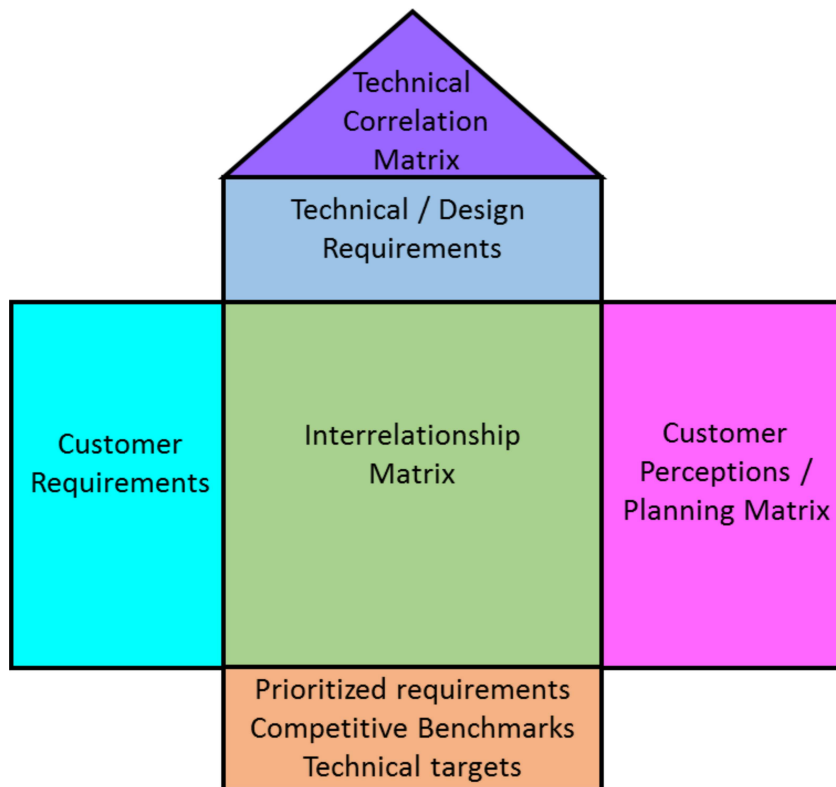 Technical
Correlation
Matrix
Technical / Design
Requirements
Customer
Requirements
Interrelationship
Matrix
Customer
Perceptions /
Planning Matrix
Prioritized requirements
Competitive Benchmarks
Technical targets